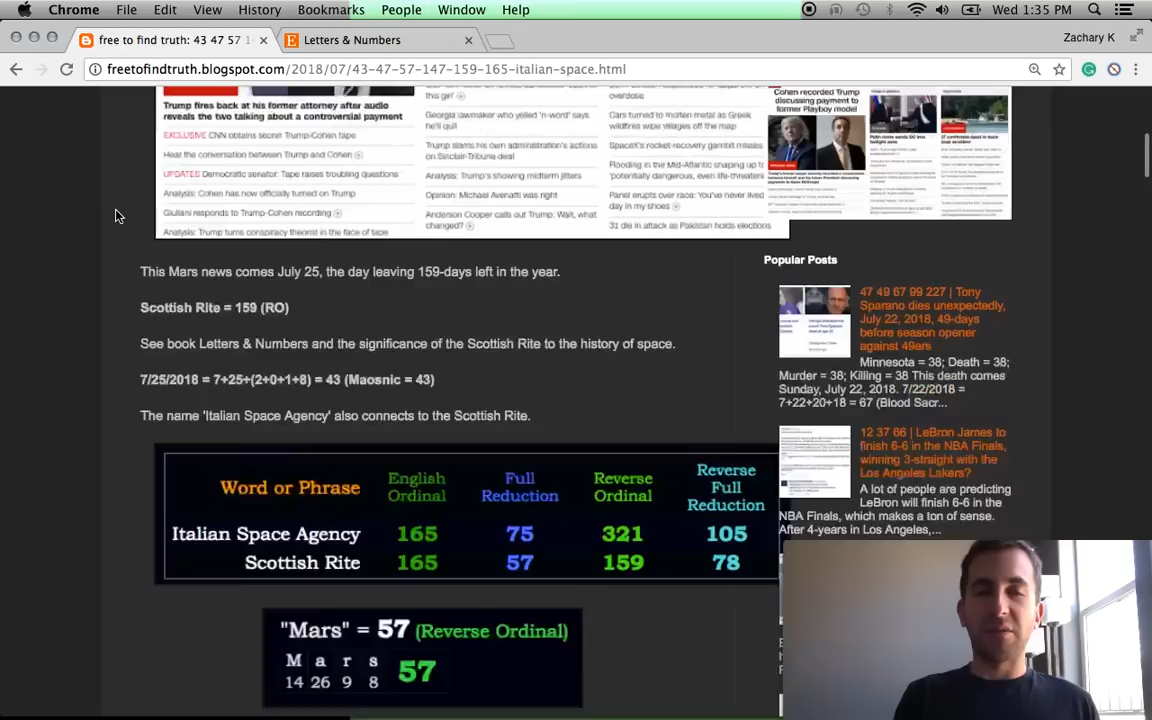 Chrome File Edit View History Bookmarks People Window Help Wed 1:35 PM
free to find truth: 43 47 57 1 Letters & Numbers Zachary K
freetofindtruth.blogspot.com/2018/07/43-47-57-147-159-165-italian-space.html
Trump fires back at his former attorney after audio
reveals the two talking about a controversial payment
EXCLUSIVE CNN obtains secret Trump-Cohen tape
Hear the conversation between Trump and Cohen
UPDATES Democratic senator: Tape raises troubling questions
Analysis: Cohen has now officially turned on Trump
Giuliani responds to Trump-Cohen recording
Analysis: Trump turns conspiracy theorist in the face of tape
this girl'
Georgia lawmaker who yelled 'n-word' says
he'll quit
Trump slams his own administration's actions
on Sinclair-Tribune deal
Analysis: Trump's showing midterm jitters
Opinion: Michael Avenatti was right
Anderson Cooper calls out Trump: Wait, what
changed?
overdose
Cars turned to molten metal as Greek
wildfires wipe villages off the map
SpaceX's rocket-recovery gambit misses
Flooding in the Mid-Atlantic shaping up to
'potentially dangerous, even life-threateni
Panel erupts over race: You've never lived
day in my shoes
31 die in attack as Pakistan holds elections
Cohen recorded Trump
discussing payment to
former Playboy model
This Mars news comes July 25, the day leaving 159-days left in the year.
Scottish Rite = 159 (RO)
See book Letters & Numbers and the significance of the Scottish Rite to the history of space.
7/25/2018 = 7+25+(2+0+1+8) = 43 (Maosnic = 43)
The name 'Italian Space Agency' also connects to the Scottish Rite.
Word or Phrase English Ordinal Full Reduction Reverse Ordinal Reverse Full Reduction
Italian Space Agency 165 75 321 105
Scottish Rite 165 57 159 78
"Mars" = 57 (Reverse Ordinal)
M a r s
14 26 9 8 57
Popular Posts
47 49 67 99 227 | Tony
Sparano dies unexpectedly,
July 22, 2018, 49-days
before season opener
against 49ers
Minnesota = 38; Death = 38;
Murder = 38; Killing = 38 This death comes
Sunday, July 22, 2018. 7/22/2018 =
7+22+20+18 = 67 (Blood Sacr...
12 37 66 | LeBron James to
finish 6-6 in the NBA Finals,
winning 3-straight with the
Los Angeles Lakers?
A lot of people are predicting
LeBron will finish 6-6 in the
NBA Finals, which makes a ton of sense.
After 4-years in Los Angeles,...